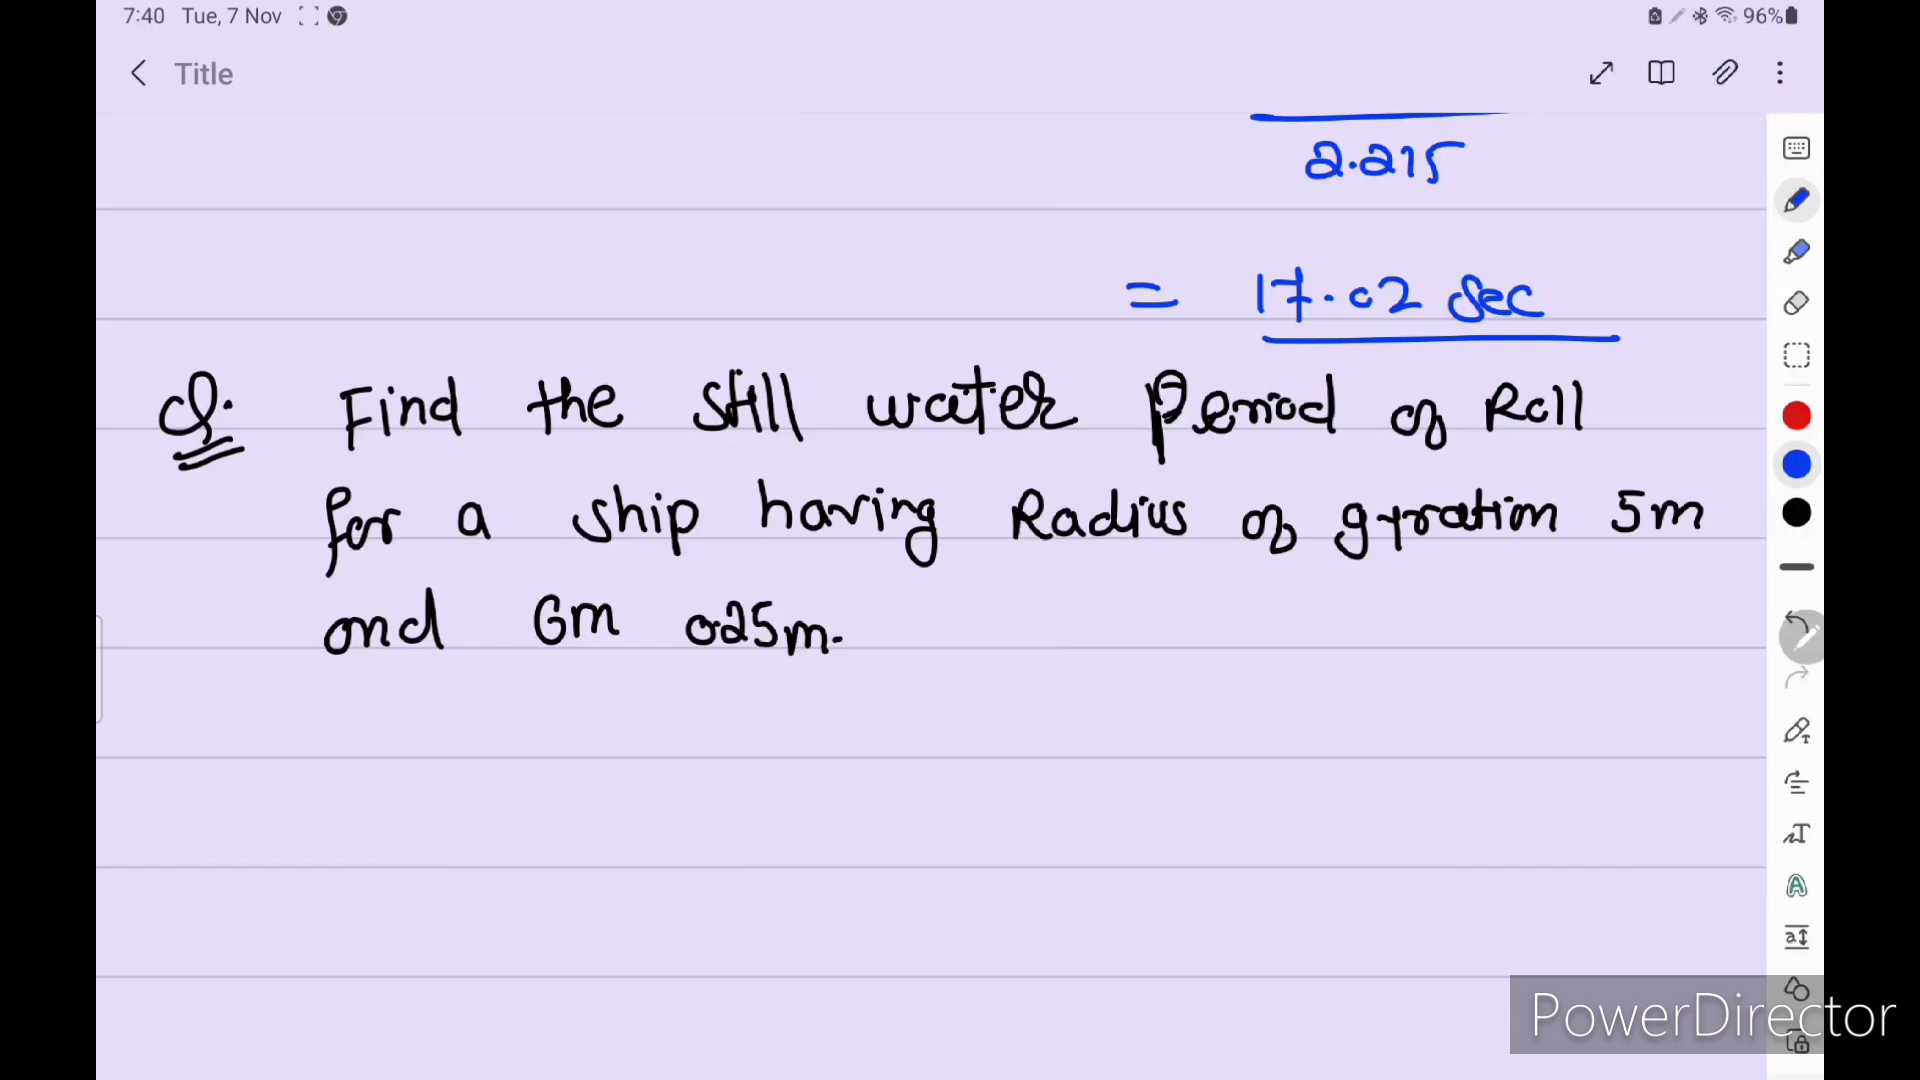 7:40 Tue, 7 Nov 96%
Title
2.215
= 17.02 Sec
Q. Find the still water Period of Roll
for a ship having Radius of gyration 5m
and GM 0.25m.
PowerDirector